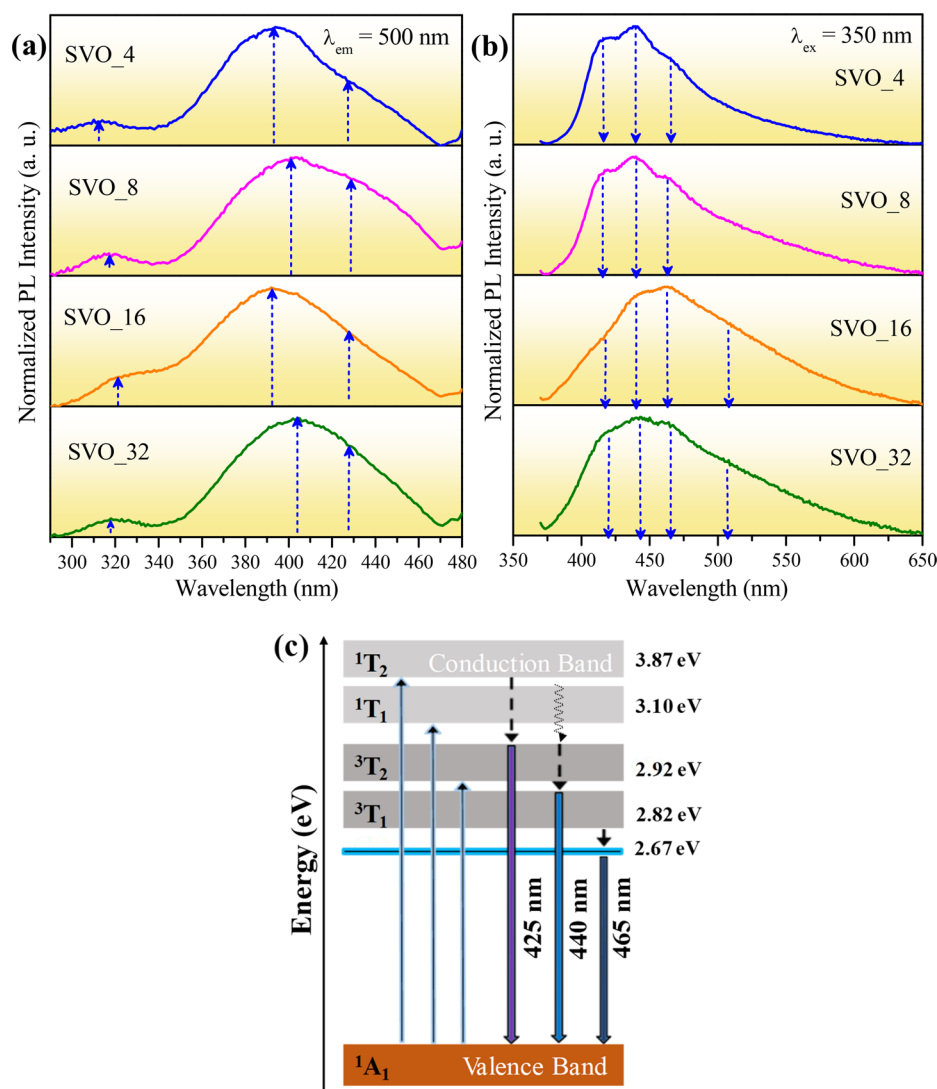 (a)
λem = 500 nm
SVO_4
SVO_8
SVO_16
SVO_32
Normalized PL Intensity (a. u.)
300 320 340 360 380 400 420 440 460 480
Wavelength (nm)
(b)
λex = 350 nm
SVO_4
SVO_8
SVO_16
SVO_32
Normalized PL Intensity (a. u.)
350 400 450 500 550 600 650
Wavelength (nm)
(c)
Energy (eV)
¹T₂ Conduction Band 3.87 eV
¹T₁ 3.10 eV
³T₂ 2.92 eV
³T₁ 2.82 eV
2.67 eV
425 nm
440 nm
465 nm
¹A₁ Valence Band